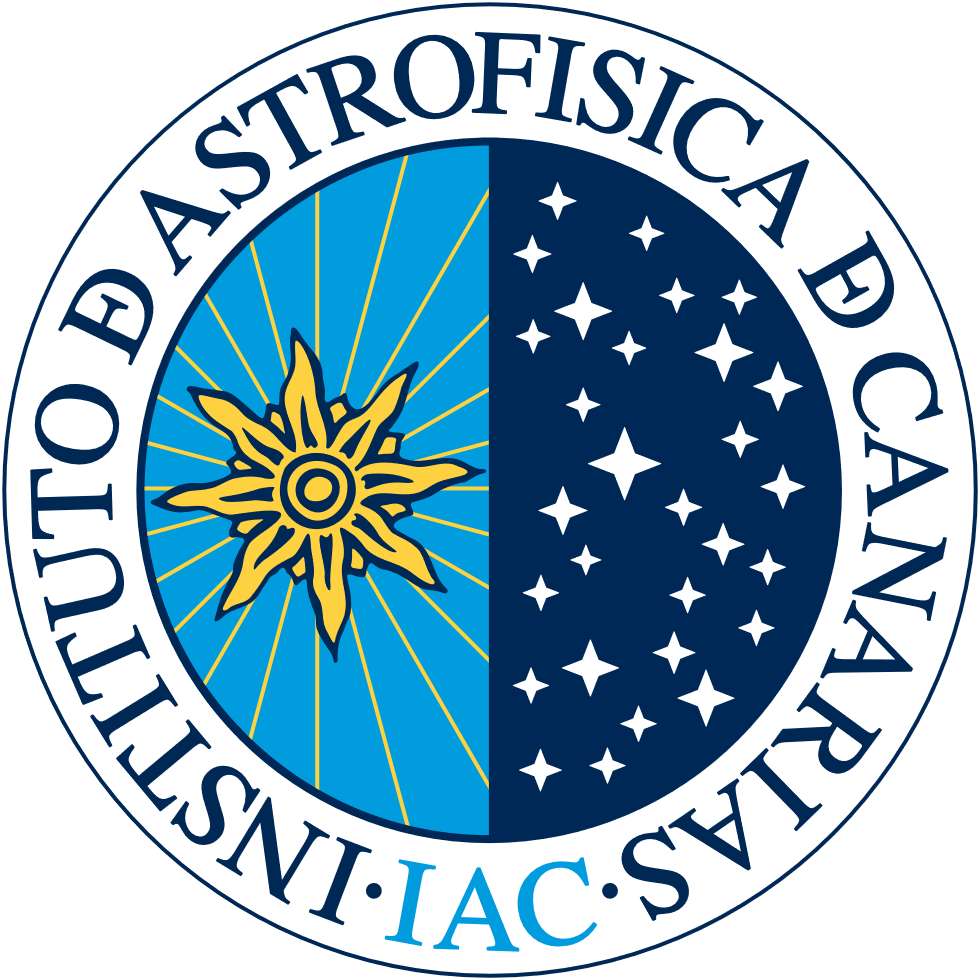 INSTITUTO DE ASTROFISICA DE CANARIAS
· IAC ·